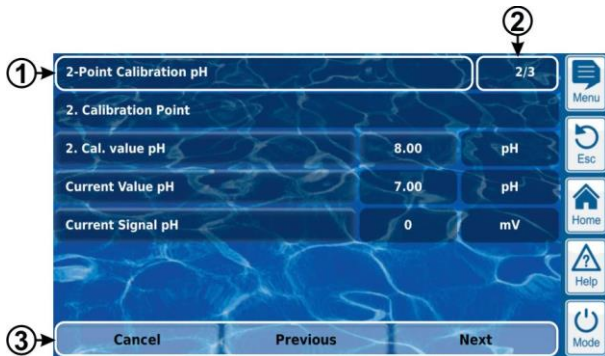 2
1
2-Point Calibration pH 2/3
2. Calibration Point
2. Cal. value pH 8.00 pH
Current Value pH 7.00 pH
Current Signal pH 0 mV
3
Cancel Previous Next
Menu
Esc
Home
Help
Mode